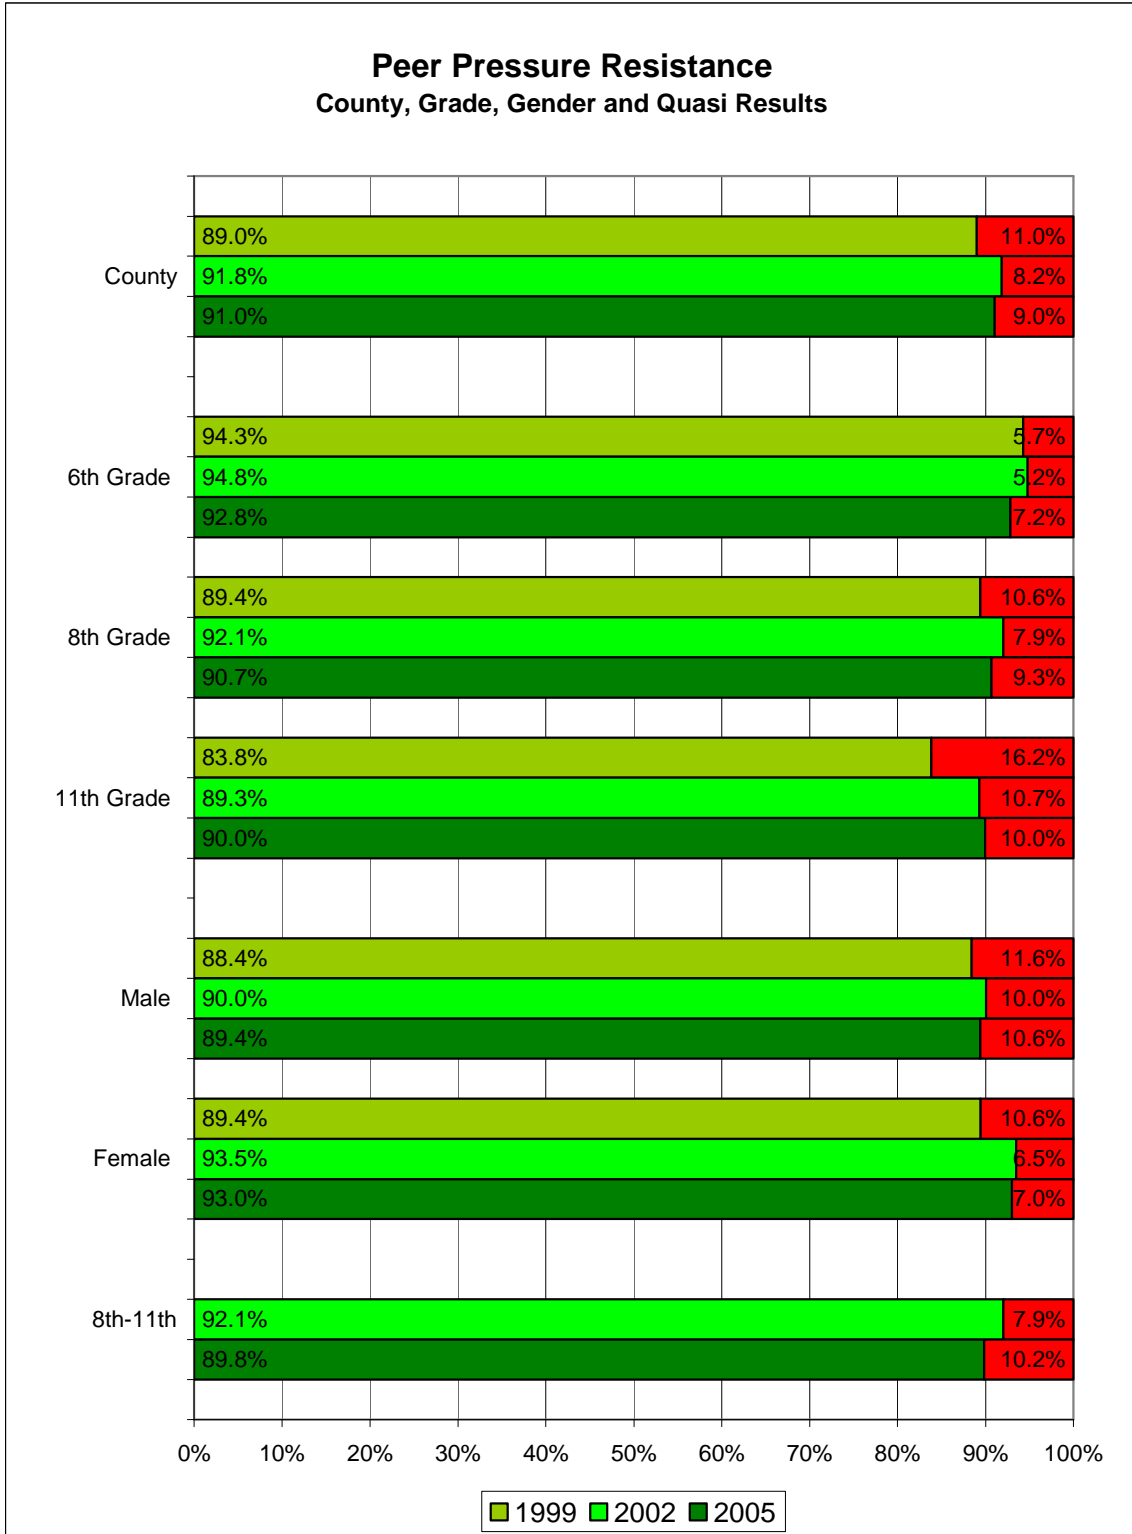 Peer Pressure Resistance
County, Grade, Gender and Quasi Results
89.0% 11.0%
County 91.8% 8.2%
91.0% 9.0%
94.3% 5.7%
6th Grade 94.8% 5.2%
92.8% 7.2%
89.4% 10.6%
8th Grade 92.1% 7.9%
90.7% 9.3%
83.8% 16.2%
11th Grade 89.3% 10.7%
90.0% 10.0%
88.4% 11.6%
Male 90.0% 10.0%
89.4% 10.6%
89.4% 10.6%
Female 93.5% 6.5%
93.0% 7.0%
8th-11th 92.1% 7.9%
89.8% 10.2%
0% 10% 20% 30% 40% 50% 60% 70% 80% 90% 100%
1999 2002 2005